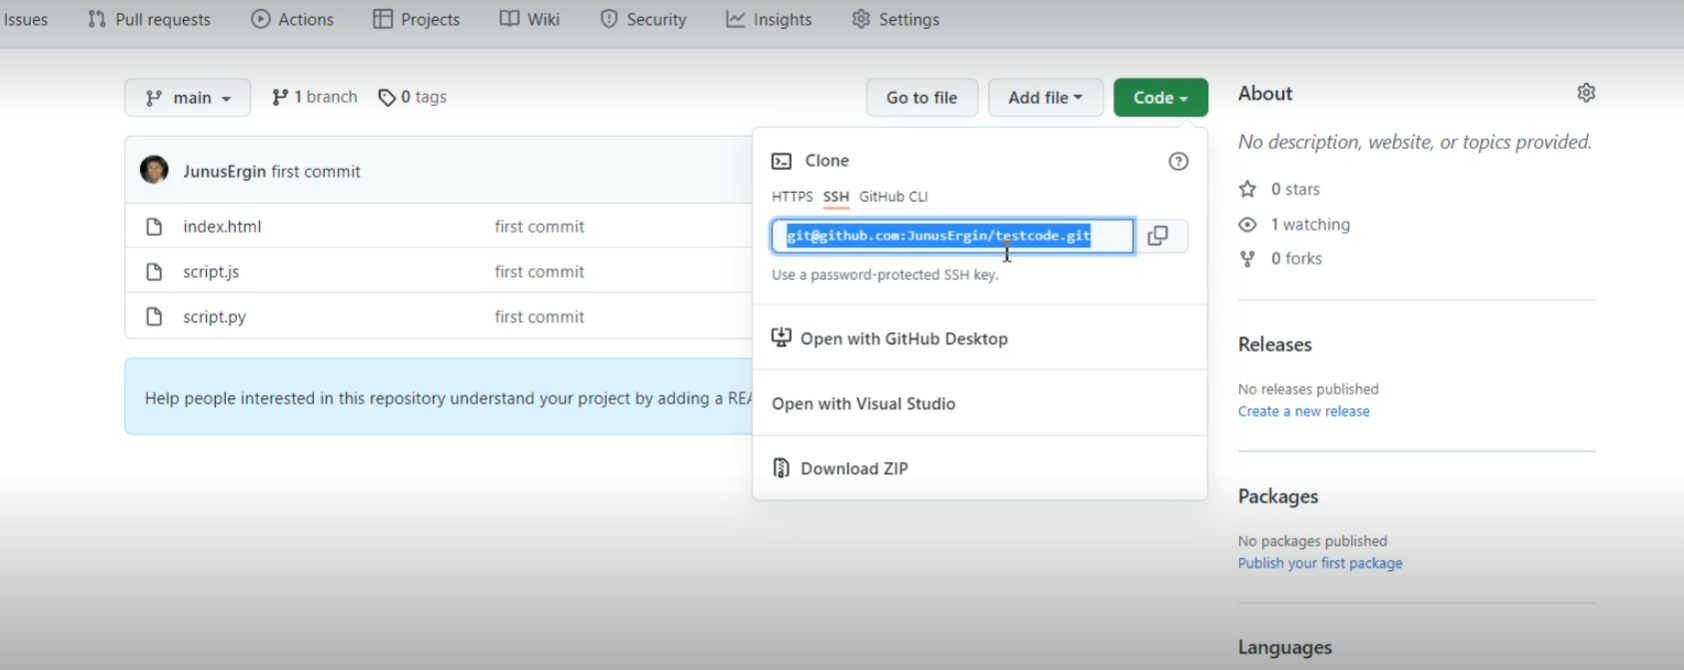 Issues Pull requests Actions Projects Wiki Security Insights Settings
main 1 branch 0 tags Go to file Add file Code
JunusErgin first commit
index.html first commit
script.js first commit
script.py first commit
Help people interested in this repository understand your project by adding a REA
Clone
HTTPS SSH GitHub CLI
git@github.com:JunusErgin/testcode.git
Use a password-protected SSH key.
Open with GitHub Desktop
Open with Visual Studio
Download ZIP
About
No description, website, or topics provided.
0 stars
1 watching
0 forks
Releases
No releases published
Create a new release
Packages
No packages published
Publish your first package
Languages